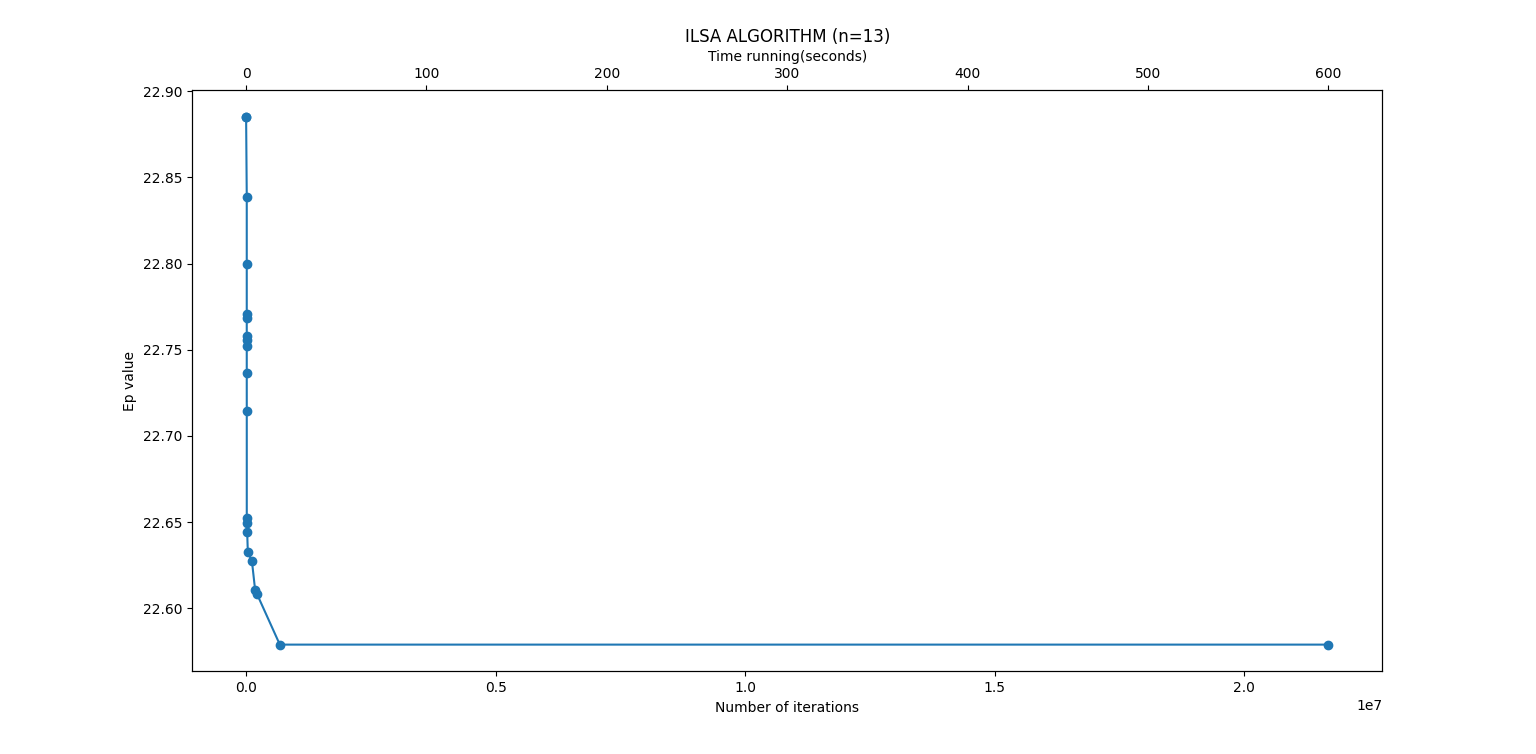 ILSA ALGORITHM (n=13)
Time running(seconds)
0 100 200 300 400 500 600
22.90
22.85
22.80
22.75
22.70
22.65
22.60
Ep value
0.0 0.5 1.0 1.5 2.0
1e7
Number of iterations